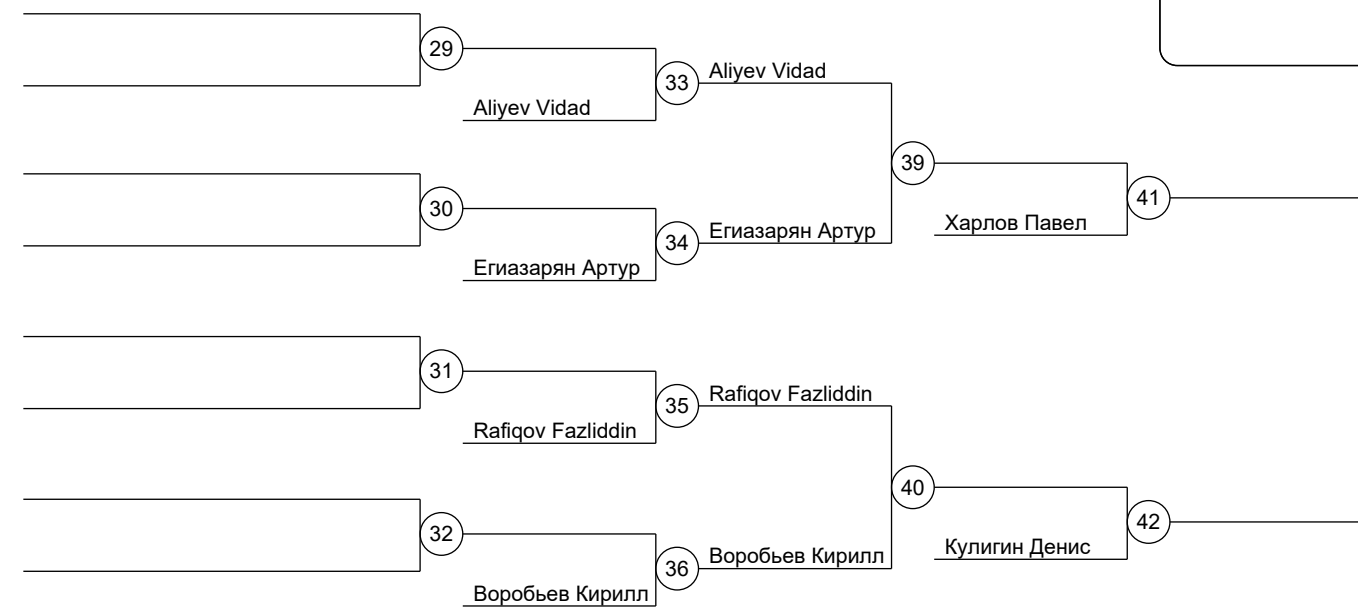 29
33
Aliyev Vidad
Aliyev Vidad
39
30
41
Харлов Павел
34
Егиазарян Артур
Егиазарян Артур
31
35
Rafiqov Fazliddin
Rafiqov Fazliddin
40
32
42
Кулигин Денис
36
Воробьев Кирилл
Воробьев Кирилл